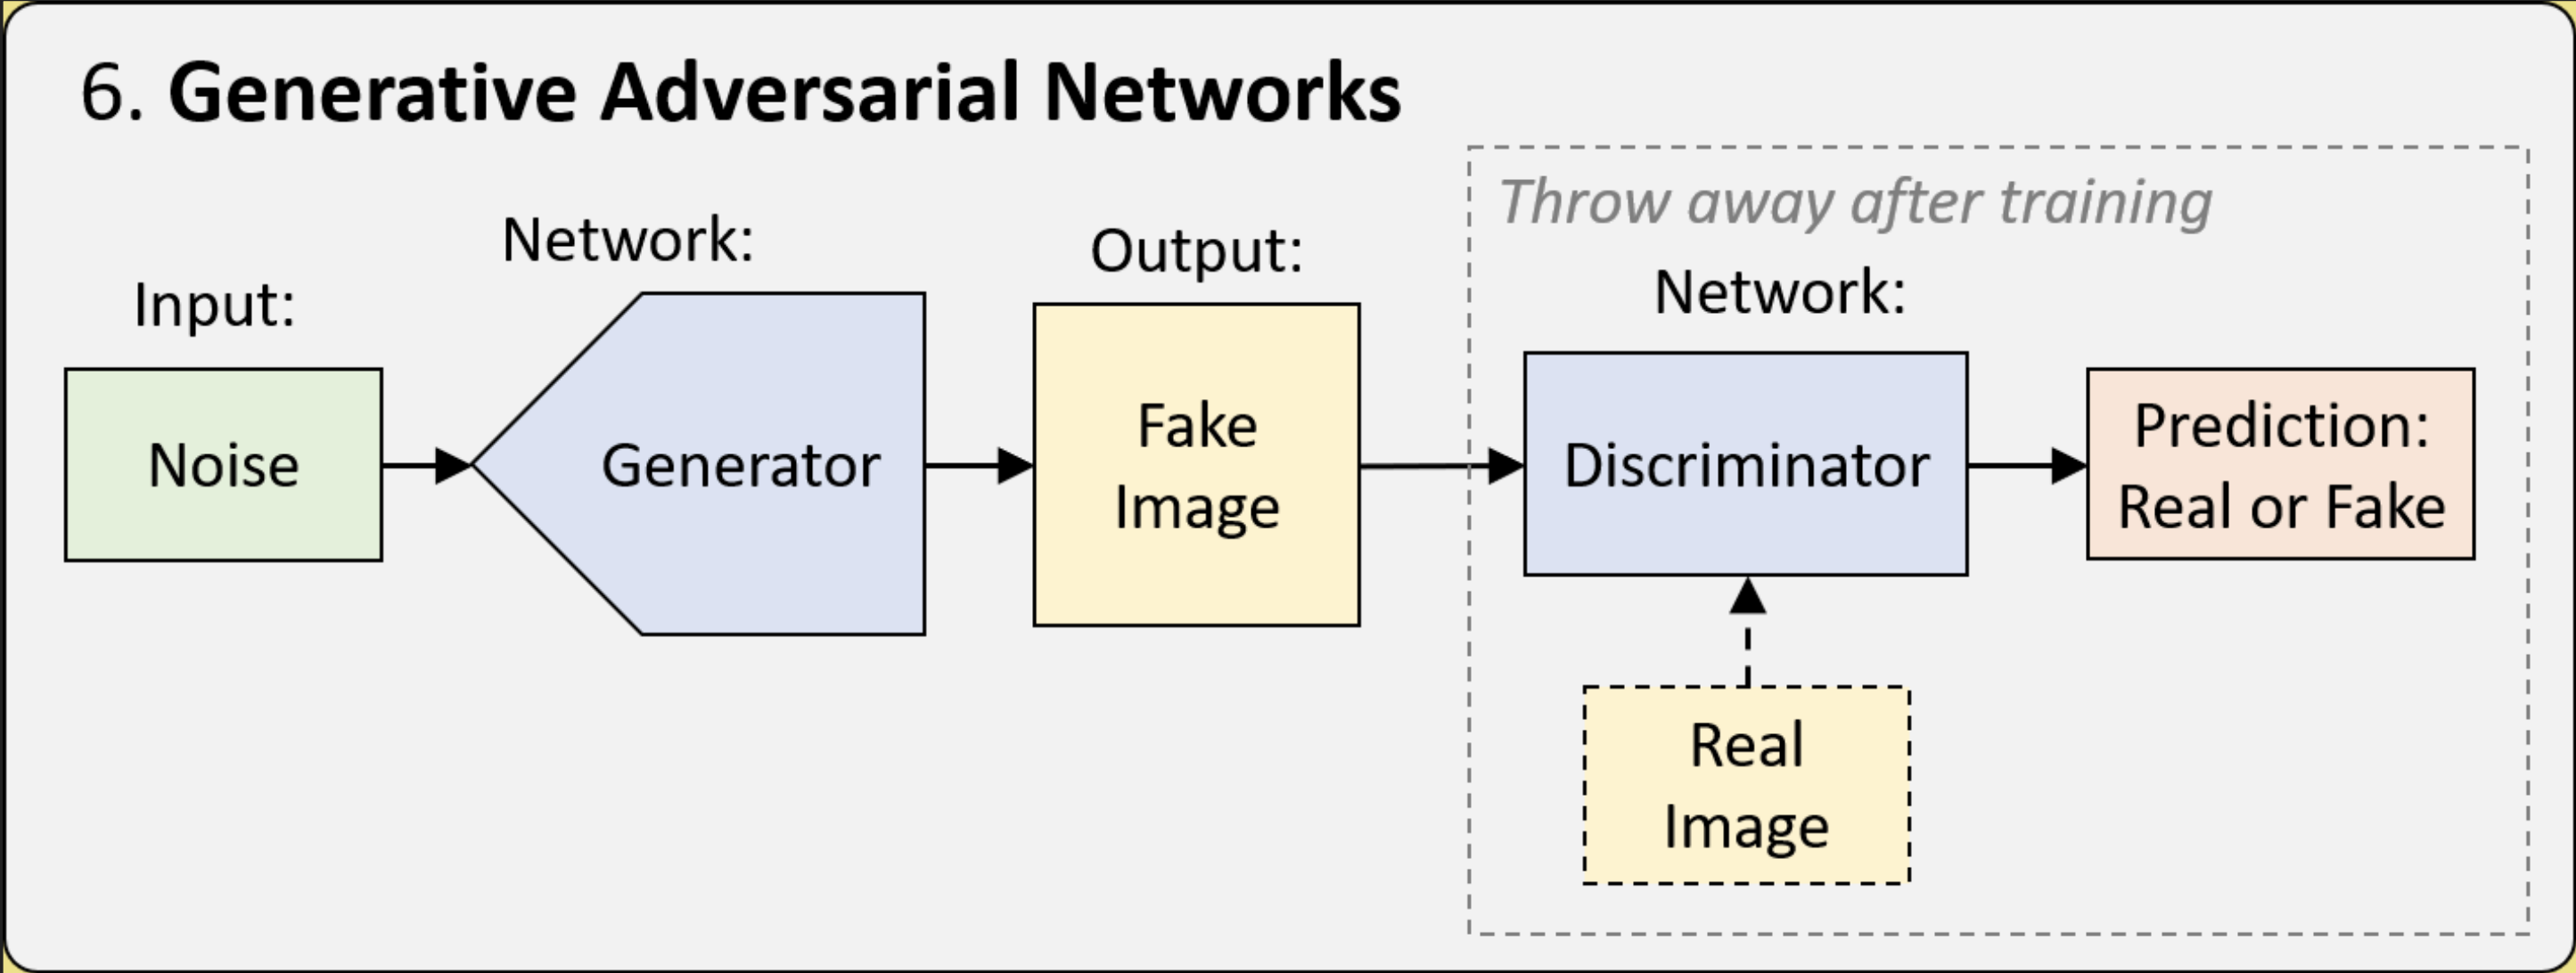 6. Generative Adversarial Networks
Throw away after training
Input:
Network:
Output:
Network:
Noise
Generator
Fake
Image
Discriminator
Prediction:
Real or Fake
Real
Image